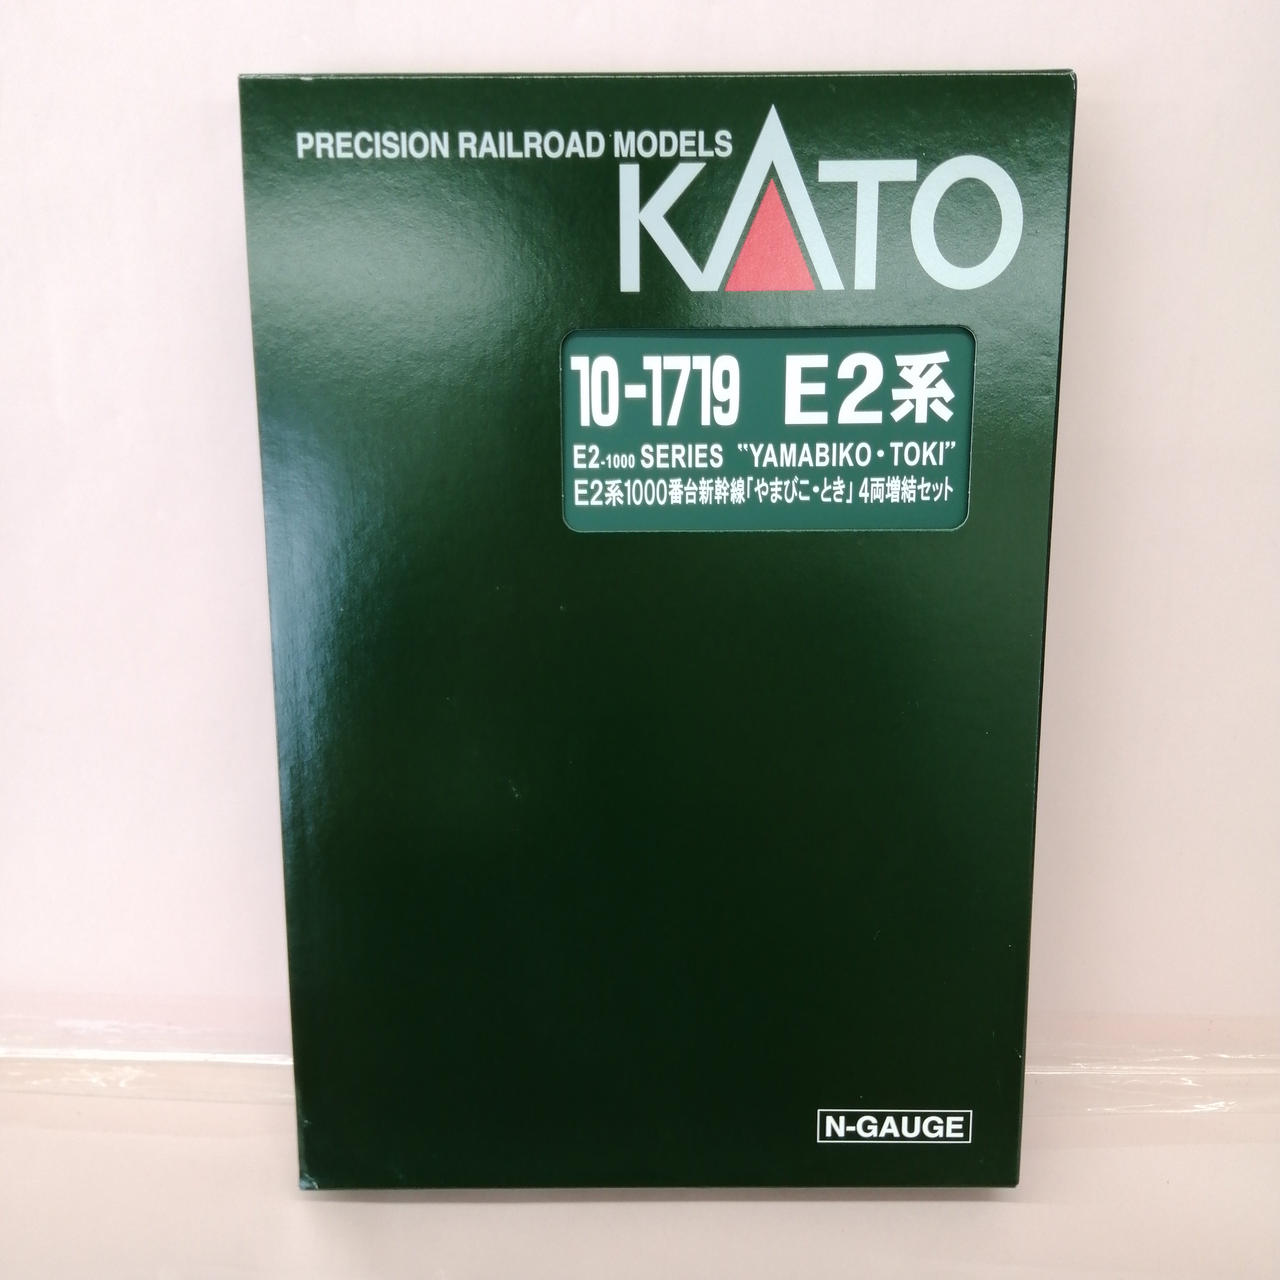 PRECISION RAILROAD MODELS
KATO
10-1719 E2系
E2-1000 SERIES “YAMABIKO・TOKI”
E2系1000番台新幹線「やまびこ・とき」4両増結セット
N-GAUGE